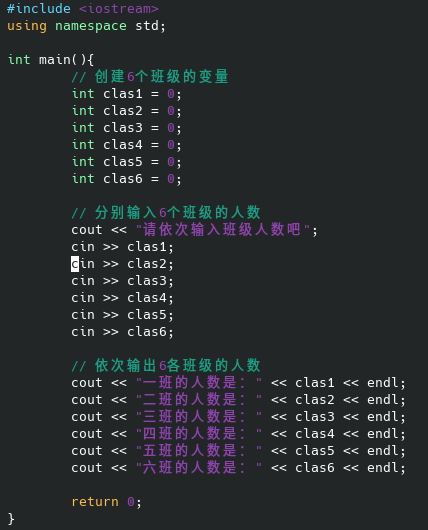 #include <iostream>
using namespace std;

int main(){
        // 创建6个班级的变量
        int clas1 = 0;
        int clas2 = 0;
        int clas3 = 0;
        int clas4 = 0;
        int clas5 = 0;
        int clas6 = 0;

        // 分别输入6个班级的人数
        cout << "请依次输入班级人数吧";
        cin >> clas1;
        cin >> clas2;
        cin >> clas3;
        cin >> clas4;
        cin >> clas5;
        cin >> clas6;

        // 依次输出6各班级的人数
        cout << "一班的人数是：" << clas1 << endl;
        cout << "二班的人数是：" << clas2 << endl;
        cout << "三班的人数是：" << clas3 << endl;
        cout << "四班的人数是：" << clas4 << endl;
        cout << "五班的人数是：" << clas5 << endl;
        cout << "六班的人数是：" << clas6 << endl;

        return 0;
}